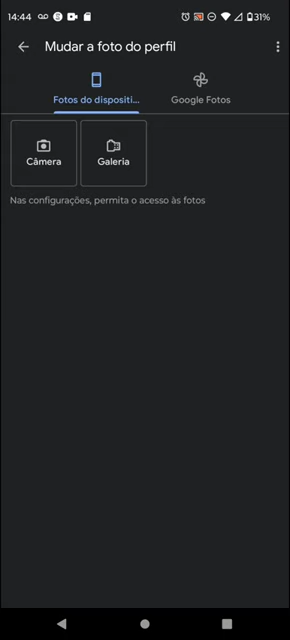 14:44
31%
Mudar a foto do perfil
Fotos do dispositi...
Google Fotos
Câmera
Galeria
Nas configurações, permita o acesso às fotos